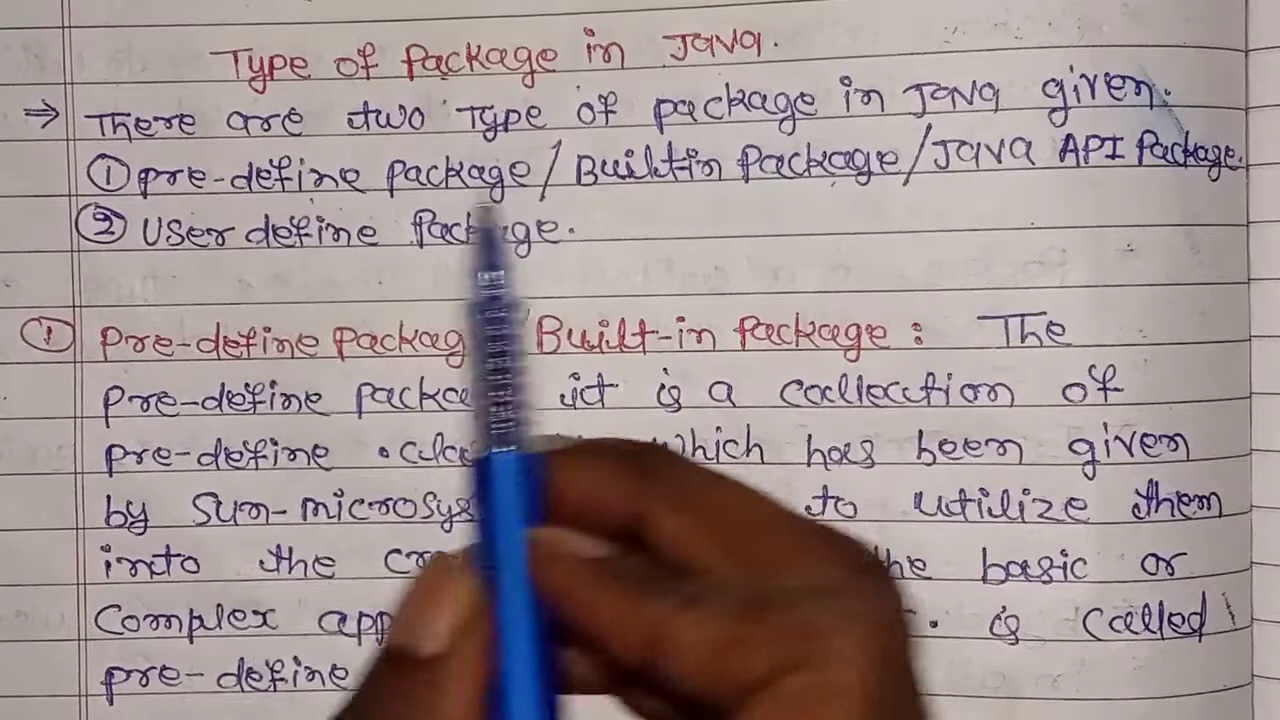 Type of Package in Java.
⇒ There are two Type of package in Java given.
① pre-define package/Built-in Package/Java API Package.
② User define Package.
① Pre-define Package Built-in Package : The
pre-define package it is a collection of
pre-define which has been given
by Sun-microsys to utilize them
into the the basic or
Complex . is called
pre-define